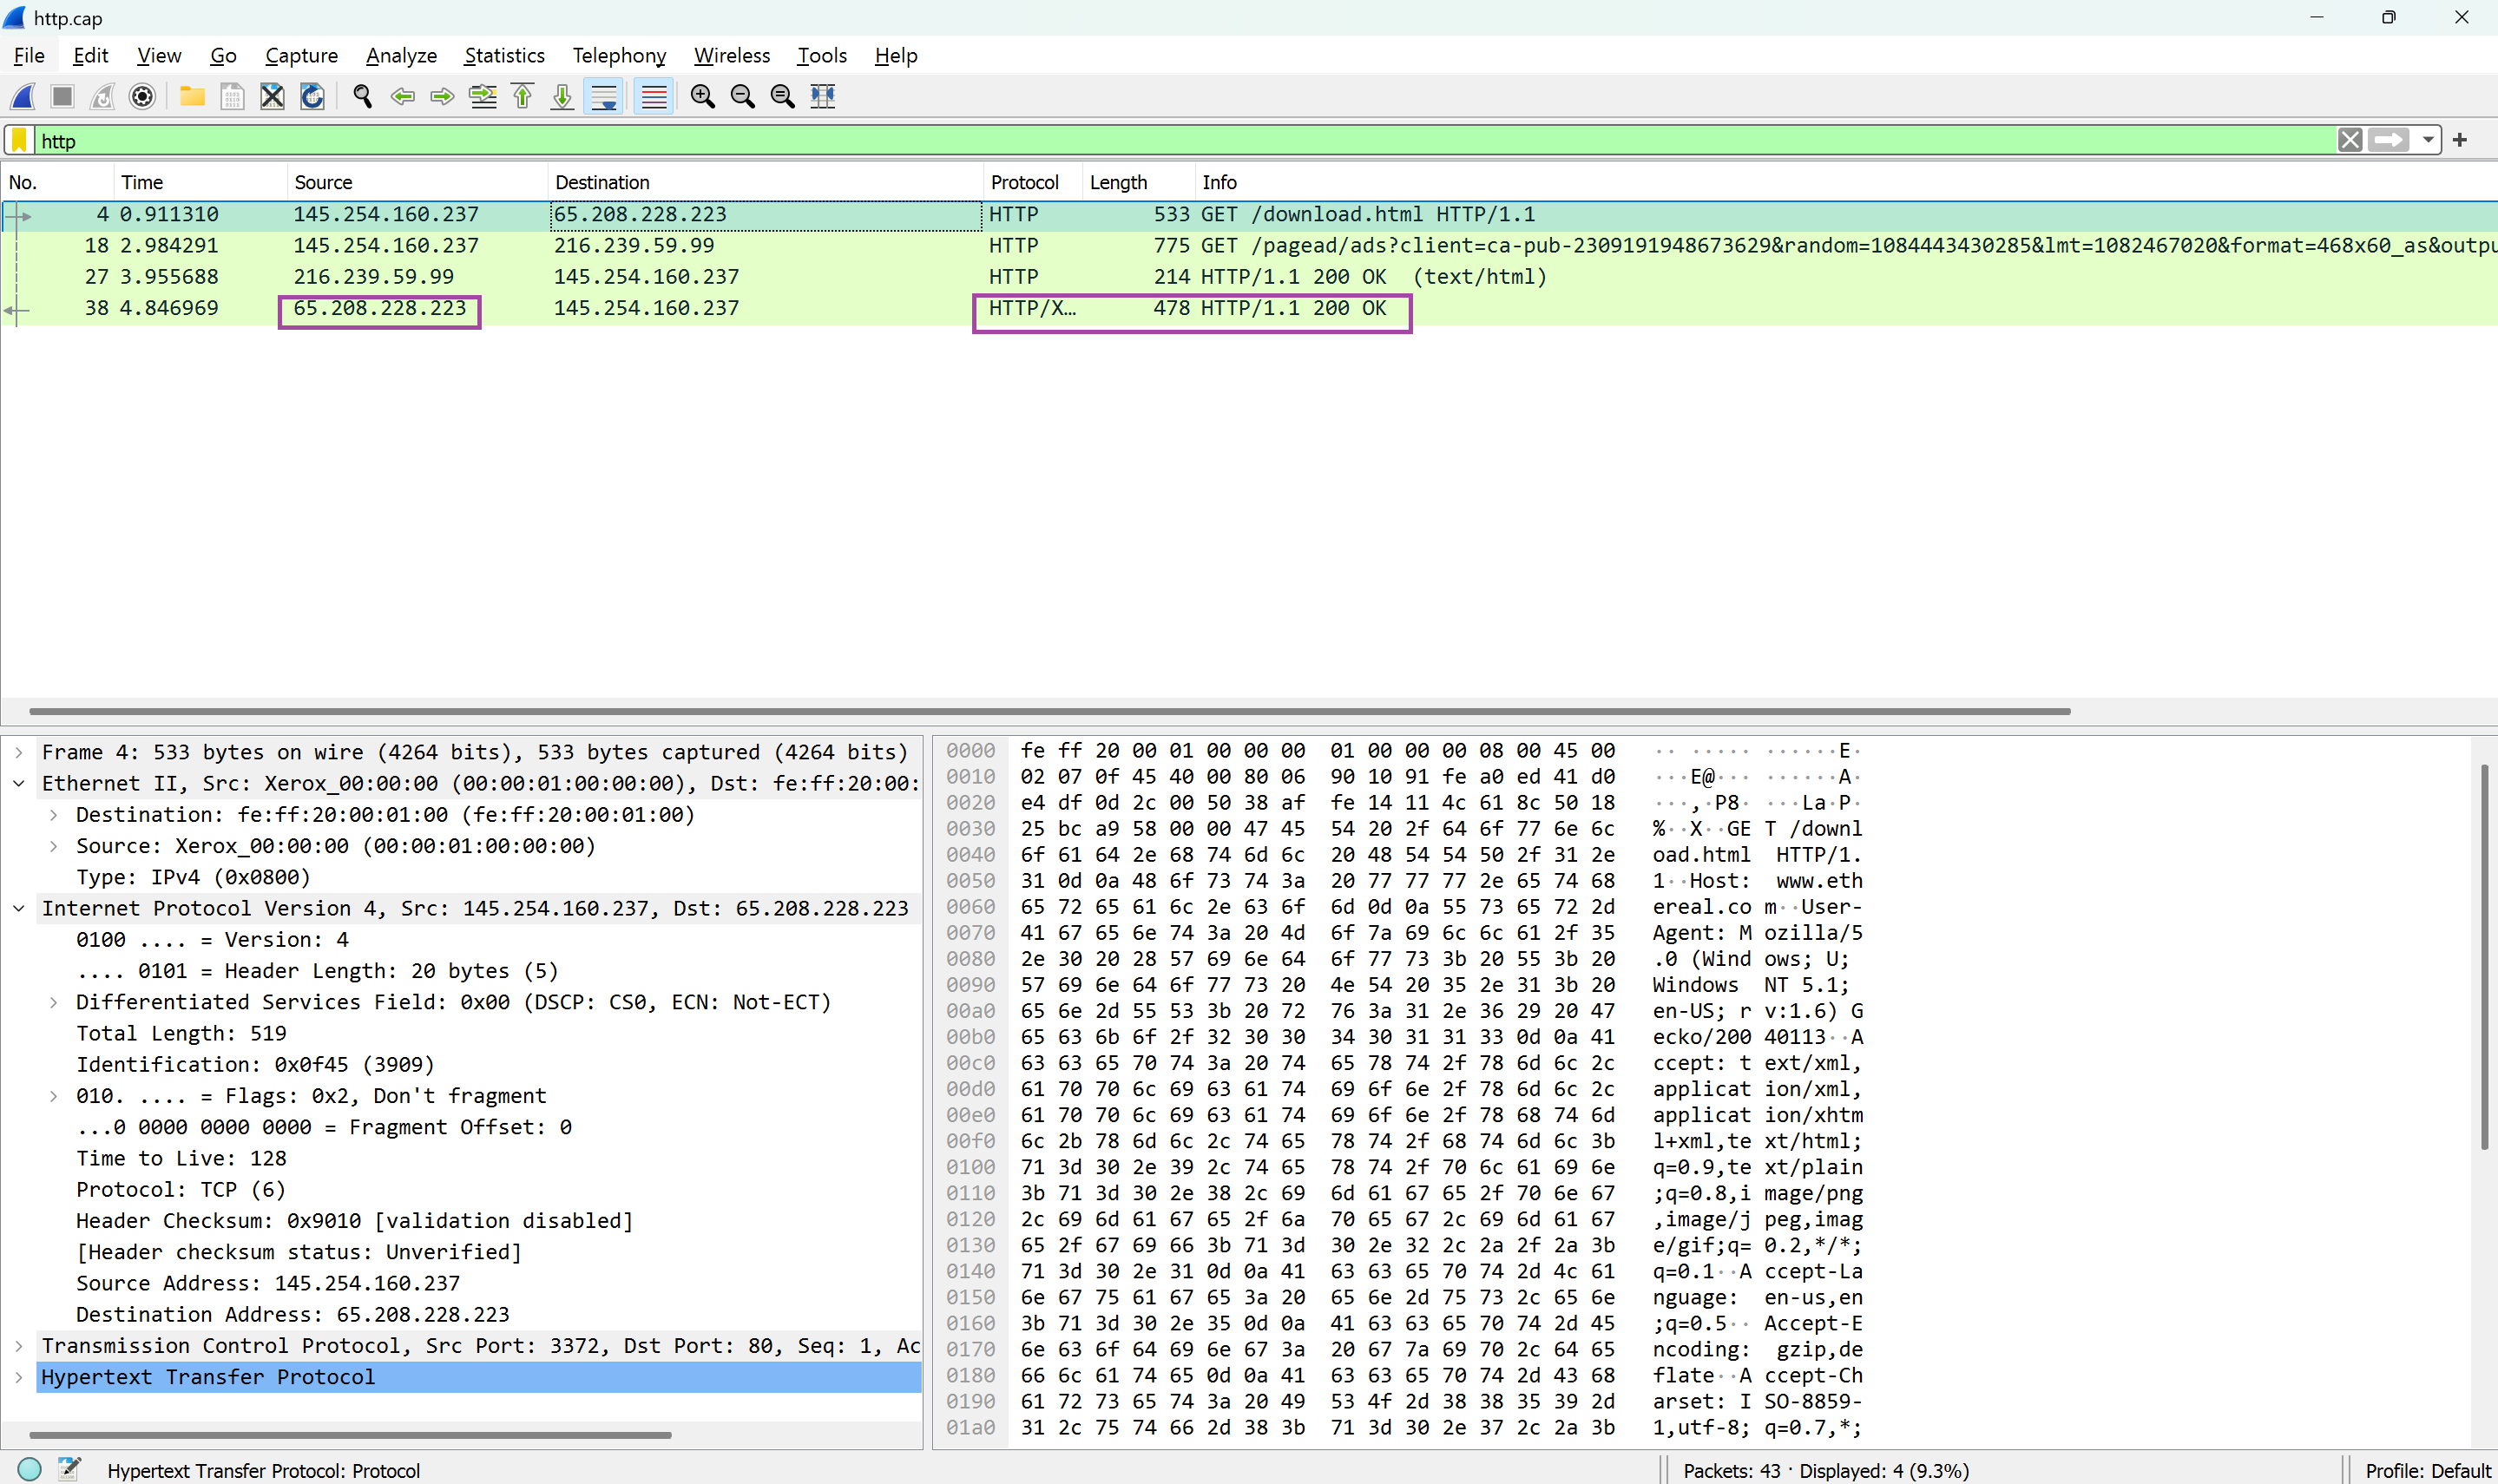 http.cap
File Edit View Go Capture Analyze Statistics Telephony Wireless Tools Help
http
No. Time Source Destination Protocol Length Info
4 0.911310 145.254.160.237 65.208.228.223 HTTP 533 GET /download.html HTTP/1.1
18 2.984291 145.254.160.237 216.239.59.99 HTTP 775 GET /pagead/ads?client=ca-pub-2309191948673629&random=1084443430285&lmt=1082467020&format=468x60_as&outpu
27 3.955688 216.239.59.99 145.254.160.237 HTTP 214 HTTP/1.1 200 OK (text/html)
38 4.846969 65.208.228.223 145.254.160.237 HTTP/X… 478 HTTP/1.1 200 OK
Frame 4: 533 bytes on wire (4264 bits), 533 bytes captured (4264 bits)
Ethernet II, Src: Xerox_00:00:00 (00:00:01:00:00:00), Dst: fe:ff:20:00:
Destination: fe:ff:20:00:01:00 (fe:ff:20:00:01:00)
Source: Xerox_00:00:00 (00:00:01:00:00:00)
Type: IPv4 (0x0800)
Internet Protocol Version 4, Src: 145.254.160.237, Dst: 65.208.228.223
0100 .... = Version: 4
.... 0101 = Header Length: 20 bytes (5)
Differentiated Services Field: 0x00 (DSCP: CS0, ECN: Not-ECT)
Total Length: 519
Identification: 0x0f45 (3909)
010. .... = Flags: 0x2, Don't fragment
...0 0000 0000 0000 = Fragment Offset: 0
Time to Live: 128
Protocol: TCP (6)
Header Checksum: 0x9010 [validation disabled]
[Header checksum status: Unverified]
Source Address: 145.254.160.237
Destination Address: 65.208.228.223
Transmission Control Protocol, Src Port: 3372, Dst Port: 80, Seq: 1, Ac
Hypertext Transfer Protocol
0000 fe ff 20 00 01 00 00 00 01 00 00 00 08 00 45 00 ·· ····· ······E·
0010 02 07 0f 45 40 00 80 06 90 10 91 fe a0 ed 41 d0 ···E@··· ······A·
0020 e4 df 0d 2c 00 50 38 af fe 14 11 4c 61 8c 50 18 ···,·P8· ···La·P·
0030 25 bc a9 58 00 00 47 45 54 20 2f 64 6f 77 6e 6c %··X··GE T /downl
0040 6f 61 64 2e 68 74 6d 6c 20 48 54 54 50 2f 31 2e oad.html HTTP/1.
0050 31 0d 0a 48 6f 73 74 3a 20 77 77 77 2e 65 74 68 1··Host: www.eth
0060 65 72 65 61 6c 2e 63 6f 6d 0d 0a 55 73 65 72 2d ereal.co m··User-
0070 41 67 65 6e 74 3a 20 4d 6f 7a 69 6c 6c 61 2f 35 Agent: M ozilla/5
0080 2e 30 20 28 57 69 6e 64 6f 77 73 3b 20 55 3b 20 .0 (Wind ows; U;
0090 57 69 6e 64 6f 77 73 20 4e 54 20 35 2e 31 3b 20 Windows NT 5.1;
00a0 65 6e 2d 55 53 3b 20 72 76 3a 31 2e 36 29 20 47 en-US; r v:1.6) G
00b0 65 63 6b 6f 2f 32 30 30 34 30 31 31 33 0d 0a 41 ecko/200 40113··A
00c0 63 63 65 70 74 3a 20 74 65 78 74 2f 78 6d 6c 2c ccept: t ext/xml,
00d0 61 70 70 6c 69 63 61 74 69 6f 6e 2f 78 6d 6c 2c applicat ion/xml,
00e0 61 70 70 6c 69 63 61 74 69 6f 6e 2f 78 68 74 6d applicat ion/xhtm
00f0 6c 2b 78 6d 6c 2c 74 65 78 74 2f 68 74 6d 6c 3b l+xml,te xt/html;
0100 71 3d 30 2e 39 2c 74 65 78 74 2f 70 6c 61 69 6e q=0.9,te xt/plain
0110 3b 71 3d 30 2e 38 2c 69 6d 61 67 65 2f 70 6e 67 ;q=0.8,i mage/png
0120 2c 69 6d 61 67 65 2f 6a 70 65 67 2c 69 6d 61 67 ,image/j peg,imag
0130 65 2f 67 69 66 3b 71 3d 30 2e 32 2c 2a 2f 2a 3b e/gif;q= 0.2,*/*;
0140 71 3d 30 2e 31 0d 0a 41 63 63 65 70 74 2d 4c 61 q=0.1··A ccept-La
0150 6e 67 75 61 67 65 3a 20 65 6e 2d 75 73 2c 65 6e nguage: en-us,en
0160 3b 71 3d 30 2e 35 0d 0a 41 63 63 65 70 74 2d 45 ;q=0.5·· Accept-E
0170 6e 63 6f 64 69 6e 67 3a 20 67 7a 69 70 2c 64 65 ncoding: gzip,de
0180 66 6c 61 74 65 0d 0a 41 63 63 65 70 74 2d 43 68 flate··A ccept-Ch
0190 61 72 73 65 74 3a 20 49 53 4f 2d 38 38 35 39 2d arset: I SO-8859-
01a0 31 2c 75 74 66 2d 38 3b 71 3d 30 2e 37 2c 2a 3b 1,utf-8; q=0.7,*;
Hypertext Transfer Protocol: Protocol
Packets: 43 · Displayed: 4 (9.3%)
Profile: Default